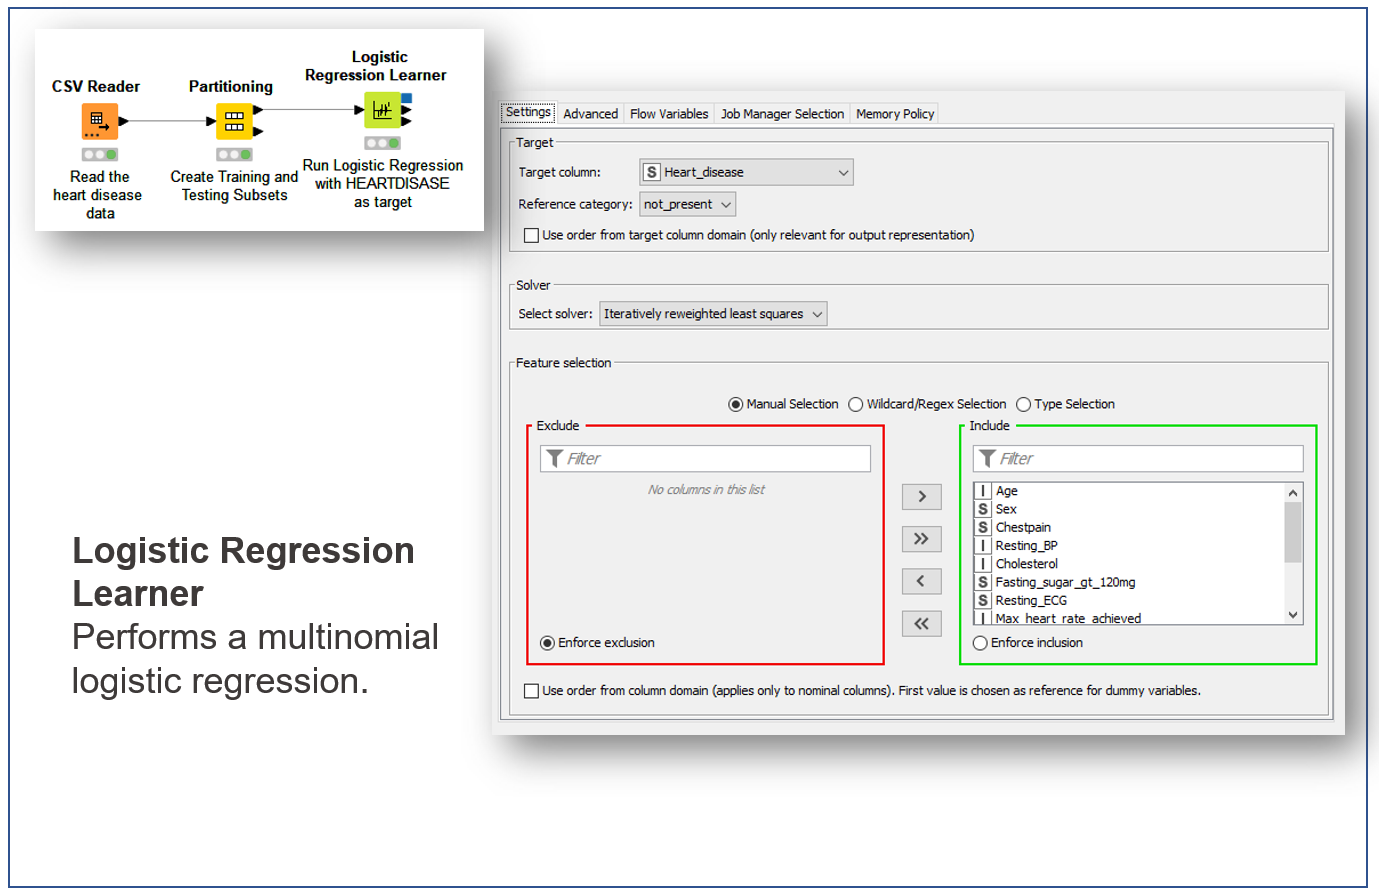 CSV Reader
Partitioning
Logistic
Regression Learner
Read the
heart disease
data
Create Training and
Testing Subsets
Run Logistic Regression
with HEARTDISASE
as target
Settings Advanced Flow Variables Job Manager Selection Memory Policy
Target
Target column: S Heart_disease
Reference category: not_present
Use order from target column domain (only relevant for output representation)
Solver
Select solver: Iteratively reweighted least squares
Feature selection
Manual Selection Wildcard/Regex Selection Type Selection
Exclude
Filter
No columns in this list
Enforce exclusion
>
>>
<
<<
Include
Filter
I Age
S Sex
S Chestpain
I Resting_BP
I Cholesterol
S Fasting_sugar_gt_120mg
S Resting_ECG
I Max_heart_rate_achieved
Enforce inclusion
Use order from column domain (applies only to nominal columns). First value is chosen as reference for dummy variables.
Logistic Regression
Learner
Performs a multinomial
logistic regression.